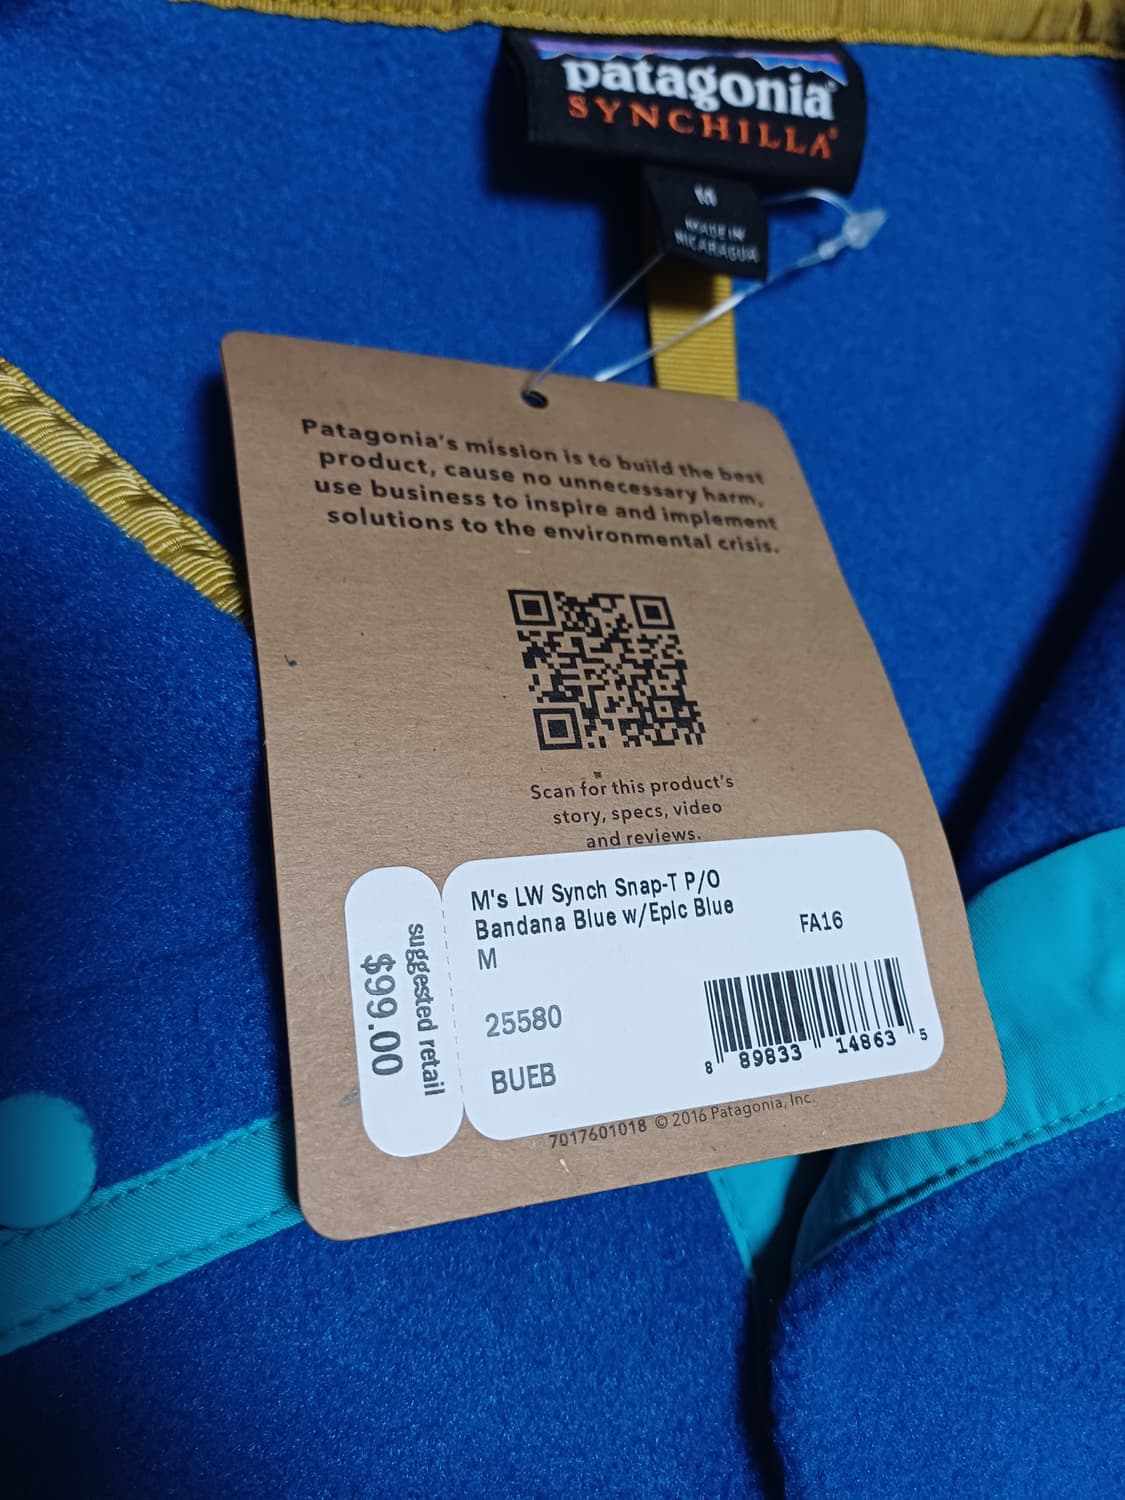 patagonia®
SYNCHILLA®
M
MADE IN
NICARAGUA
Patagonia's mission is to build the best
product, cause no unnecessary harm,
use business to inspire and implement
solutions to the environmental crisis.
Scan for this product's
story, specs, video
and reviews.
suggested retail
$99.00
M's LW Synch Snap-T P/O
Bandana Blue w/Epic Blue
M
FA16
25580
BUEB
8 89833 14863 5
7017601018 © 2016 Patagonia, Inc.